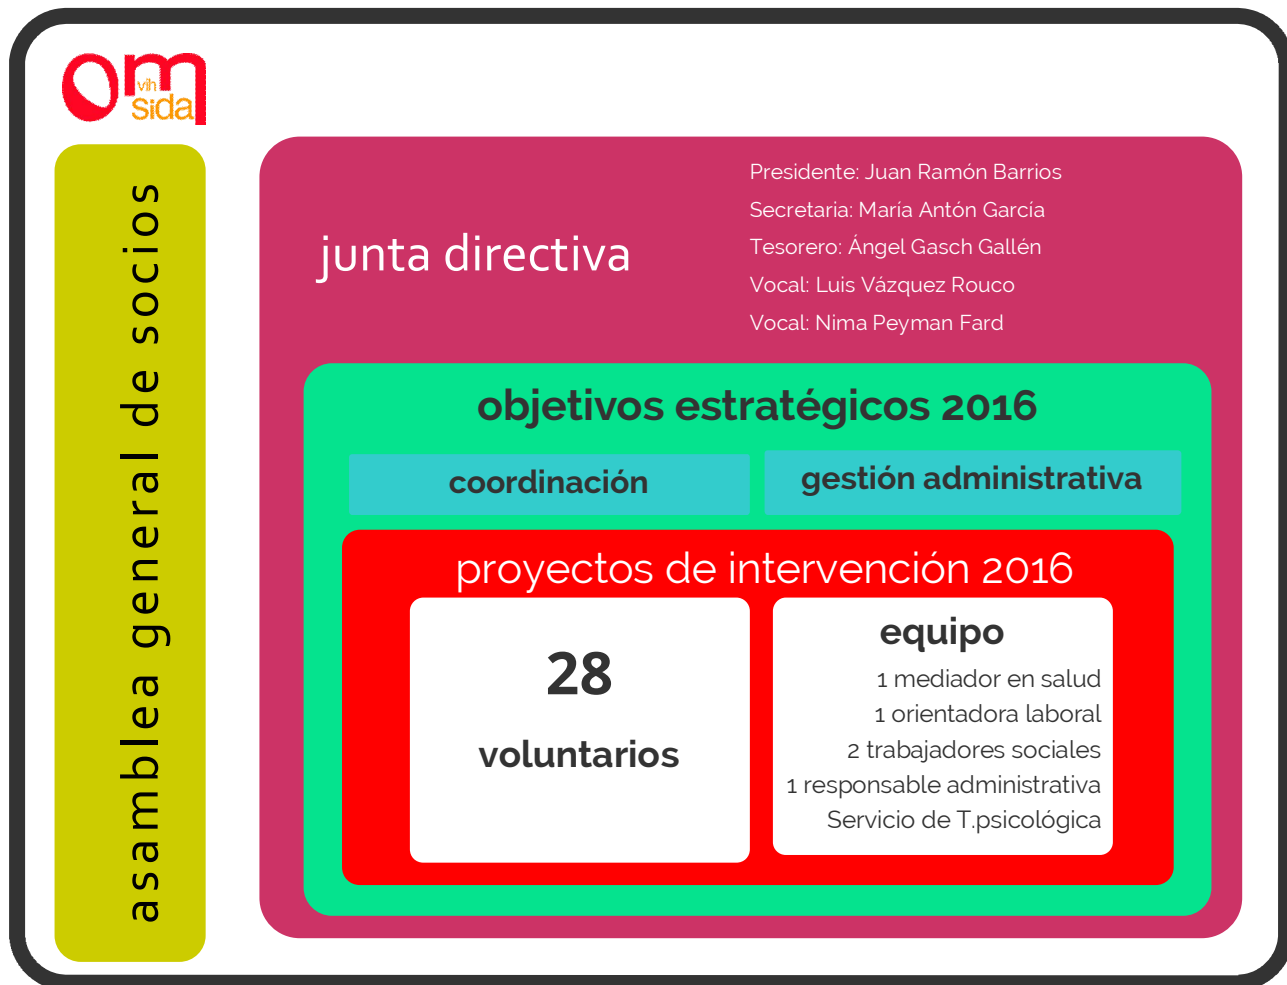 om
vih
sida
asamblea general de socios
junta directiva
Presidente: Juan Ramón Barrios
Secretaria: María Antón García
Tesorero: Ángel Gasch Gallén
Vocal: Luis Vázquez Rouco
Vocal: Nima Peyman Fard
objetivos estratégicos 2016
coordinación
gestión administrativa
proyectos de intervención 2016
28
voluntarios
equipo
1 mediador en salud
1 orientadora laboral
2 trabajadores sociales
1 responsable administrativa
Servicio de T.psicológica